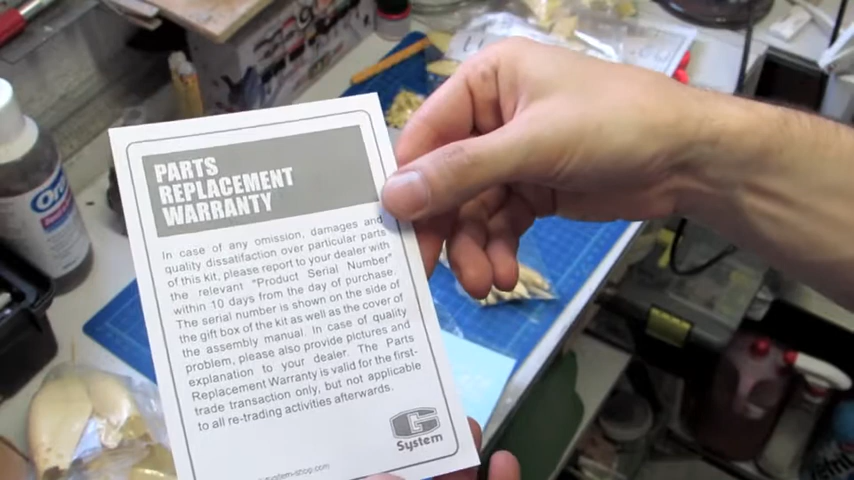 PARTS
REPLACEMENT
WARRANTY
In case of any omission, damages and
quality dissatisfaction over particular parts
of this kit, please report to your dealer with
the relevant "Product Serial Number"
within 10 days from the day of purchase.
The serial number is shown on the side of
the gift box of the kit as well as the cover of
the assembly manual. In case of quality
problem, please also provide pictures and
explanation to your dealer. The Parts
Replacement Warranty is valid for the first-
trade transaction only, but not applicable
to all re-trading activities afterwards.
G
System
system-shop.com
Ora